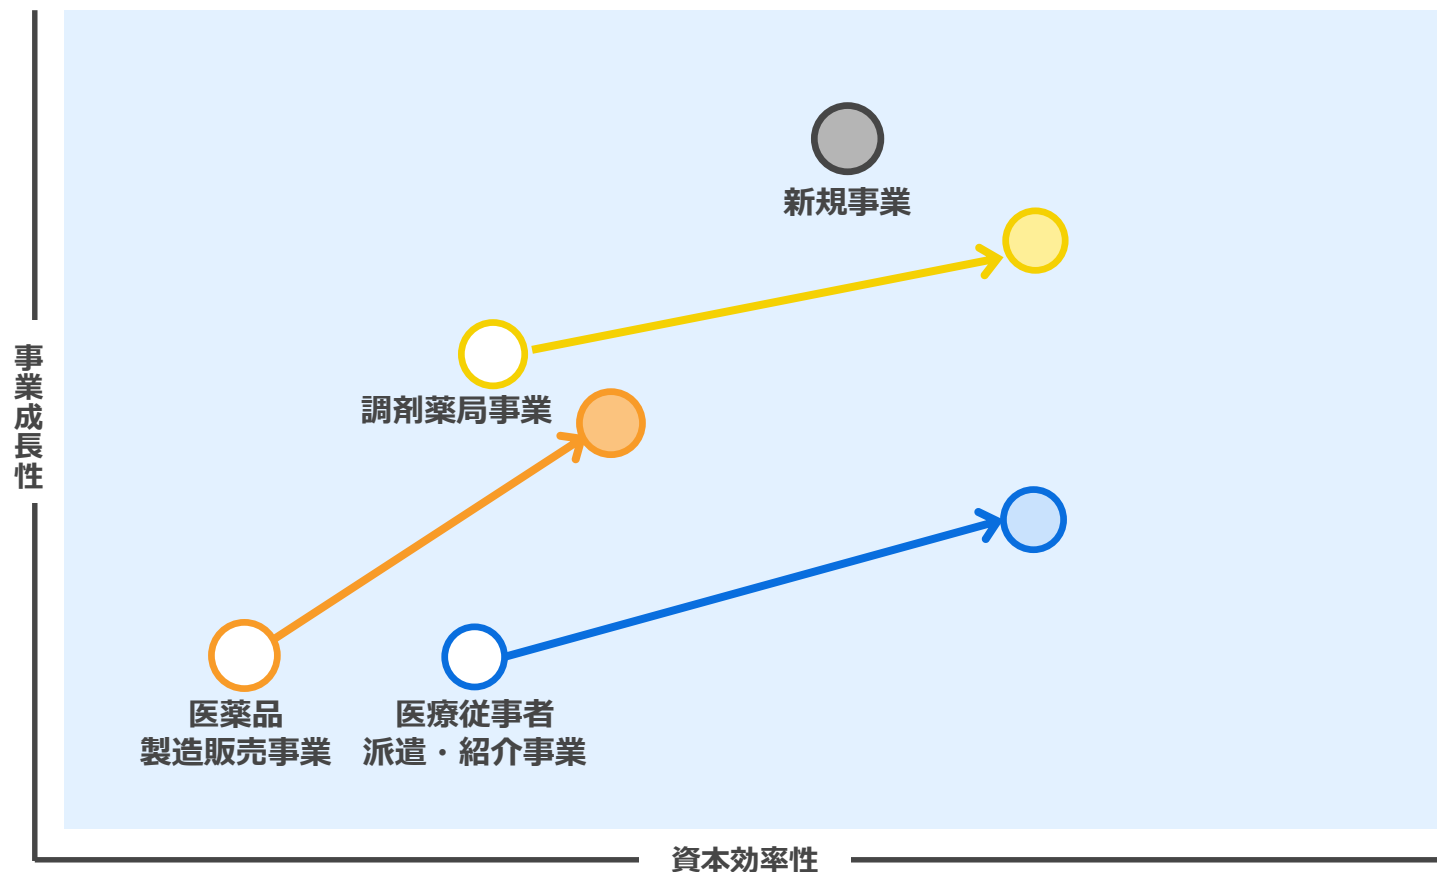 新規事業
事業成長性
調剤薬局事業
医薬品
製造販売事業
医療従事者
派遣・紹介事業
資本効率性